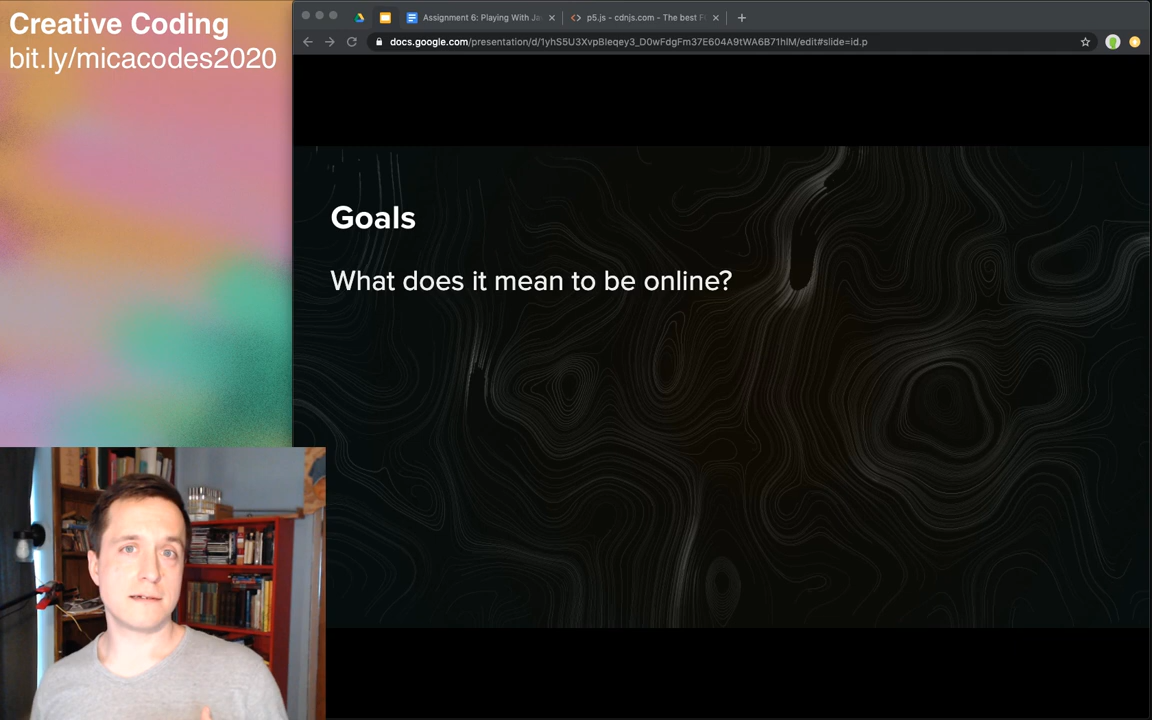 Creative Coding
bit.ly/micacodes2020
Assignment 6: Playing With Ja
p5.js - cdnjs.com - The best F
docs.google.com/presentation/d/1yhS5U3XvpBIeqey3_D0wFdgFm37E604A9tWA6B71hlM/edit#slide=id.p
Goals
What does it mean to be online?